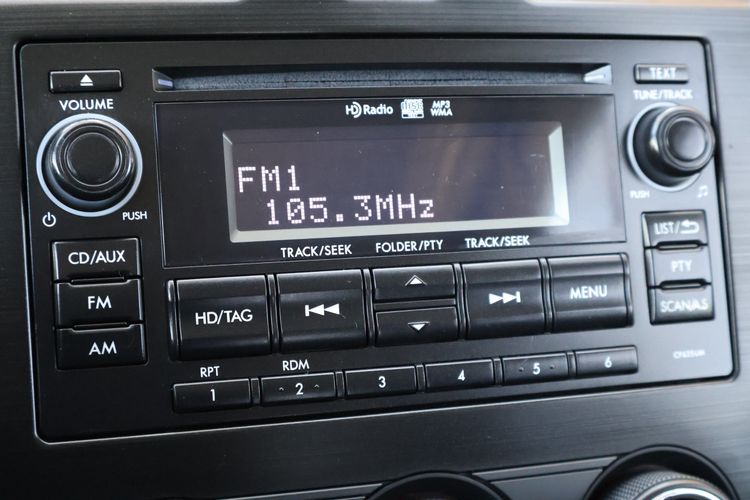 TEXT
VOLUME
TUNE/TRACK
HD Radio
MP3
WMA
FM1
105.3MHz
PUSH
PUSH
TRACK/SEEK FOLDER/PTY TRACK/SEEK
CD/AUX
LIST/
FM
PTY
HD/TAG
MENU
SCAN/A.S
AM
RPT RDM
1 2 3 4 5 6